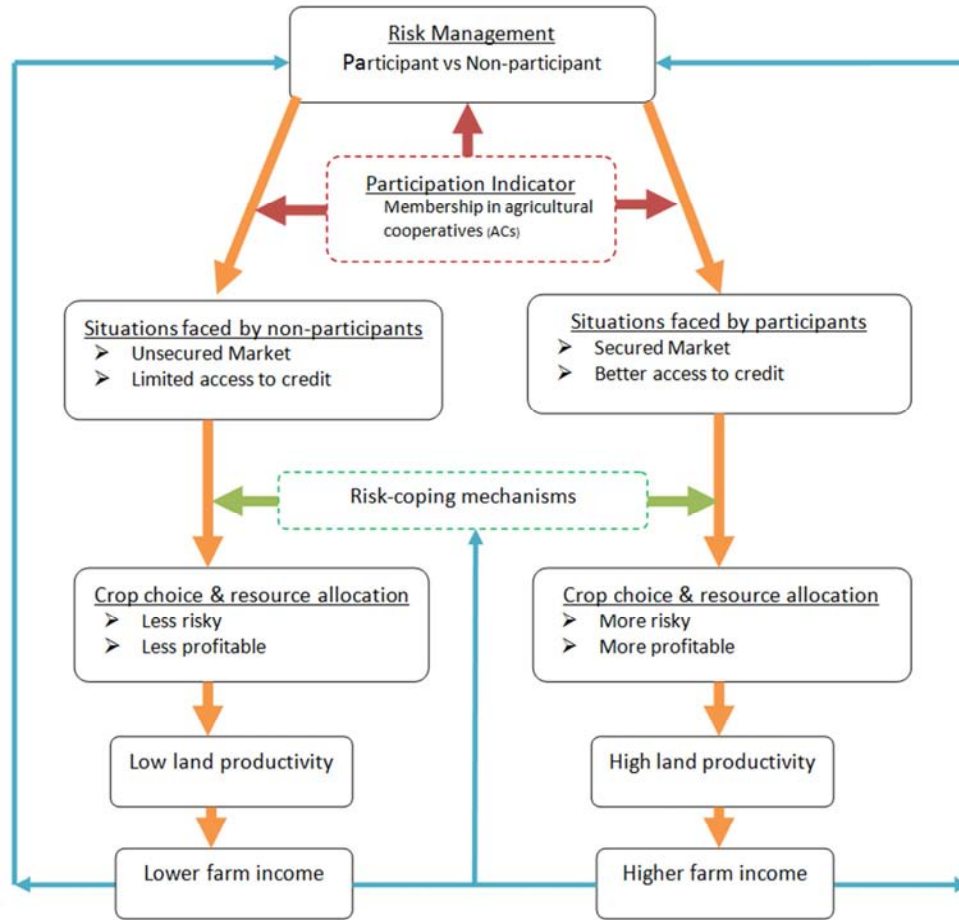 Risk Management
Participant vs Non-participant
Participation Indicator
Membership in agricultural
cooperatives (ACs)
Situations faced by non-participants
➢ Unsecured Market
➢ Limited access to credit
Situations faced by participants
➢ Secured Market
➢ Better access to credit
Risk-coping mechanisms
Crop choice & resource allocation
➢ Less risky
➢ Less profitable
Crop choice & resource allocation
➢ More risky
➢ More profitable
Low land productivity
High land productivity
Lower farm income
Higher farm income